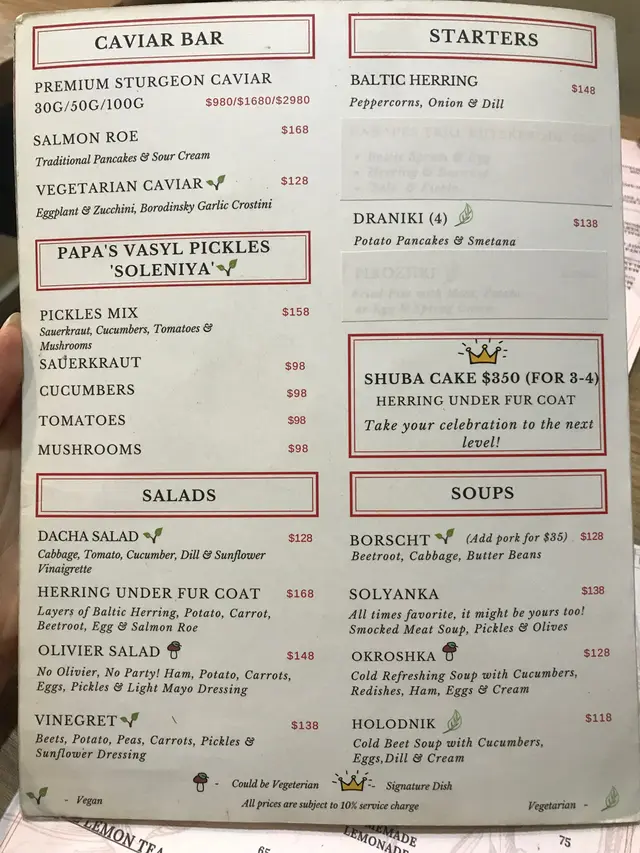 CAVIAR BAR
PREMIUM STURGEON CAVIAR
30G/50G/100G $980/$1680/$2980
SALMON ROE $168
Traditional Pancakes & Sour Cream
VEGETARIAN CAVIAR $128
Eggplant & Zucchini, Borodinsky Garlic Crostini
PAPA'S VASYL PICKLES
'SOLENIYA'
PICKLES MIX $158
Sauerkraut, Cucumbers, Tomatoes &
Mushrooms
SAUERKRAUT $98
CUCUMBERS $98
TOMATOES $98
MUSHROOMS $98
SALADS
DACHA SALAD $128
Cabbage, Tomato, Cucumber, Dill & Sunflower
Vinaigrette
HERRING UNDER FUR COAT $168
Layers of Baltic Herring, Potato, Carrot,
Beetroot, Egg & Salmon Roe
OLIVIER SALAD $148
No Olivier, No Party! Ham, Potato, Carrots,
Eggs, Pickles & Light Mayo Dressing
VINEGRET $138
Beets, Potato, Peas, Carrots, Pickles &
Sunflower Dressing
STARTERS
BALTIC HERRING $148
Peppercorns, Onion & Dill
DRANIKI (4) $138
Potato Pancakes & Smetana
SHUBA CAKE $350 (FOR 3-4)
HERRING UNDER FUR COAT
Take your celebration to the next
level!
SOUPS
BORSCHT (Add pork for $35) $128
Beetroot, Cabbage, Butter Beans
SOLYANKA $138
All times favorite, it might be yours too!
Smocked Meat Soup, Pickles & Olives
OKROSHKA $128
Cold Refreshing Soup with Cucumbers,
Redishes, Ham, Eggs & Cream
HOLODNIK $118
Cold Beet Soup with Cucumbers,
Eggs,Dill & Cream
- Could be Vegeterian - Signature Dish
- Vegan All prices are subject to 10% service charge Vegetarian -
LEMON TEA 65
LEMONADE 75